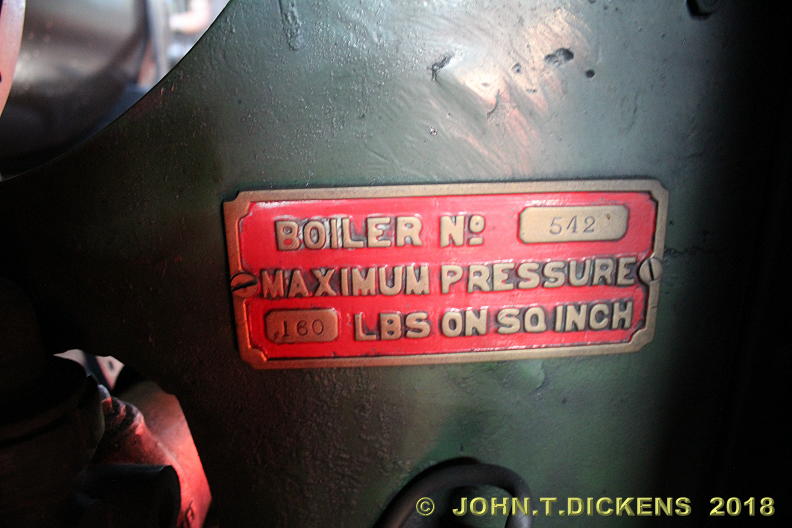 BOILER Nº 542
MAXIMUM PRESSURE
160 LBS ON SQ INCH
© JOHN.T.DICKENS 2018